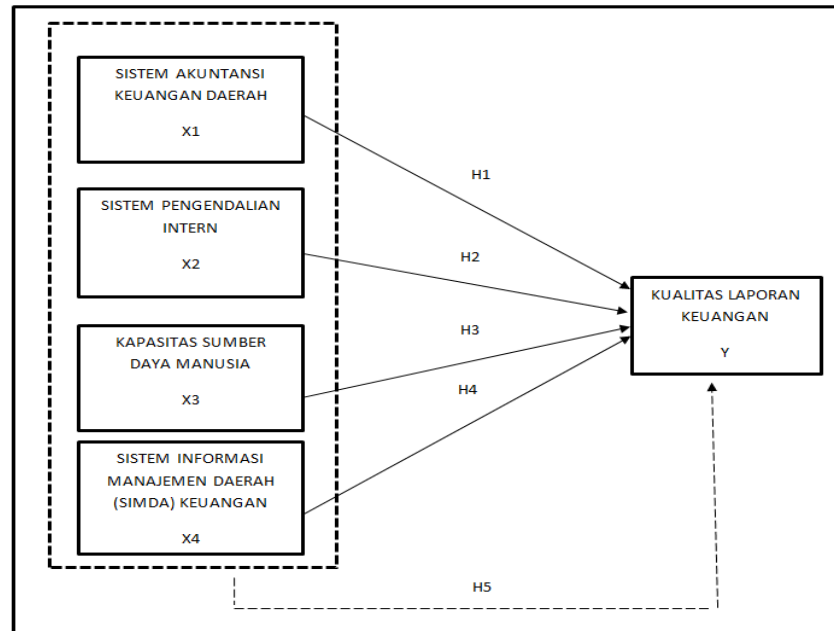 SISTEM AKUNTANSI
KEUANGAN DAERAH
X1
H1
SISTEM PENGENDALIAN
INTERN
X2
H2
KUALITAS LAPORAN
KEUANGAN
Y
H3
KAPASITAS SUMBER
DAYA MANUSIA
X3
H4
SISTEM INFORMASI
MANAJEMEN DAERAH
(SIMDA) KEUANGAN
X4
H5